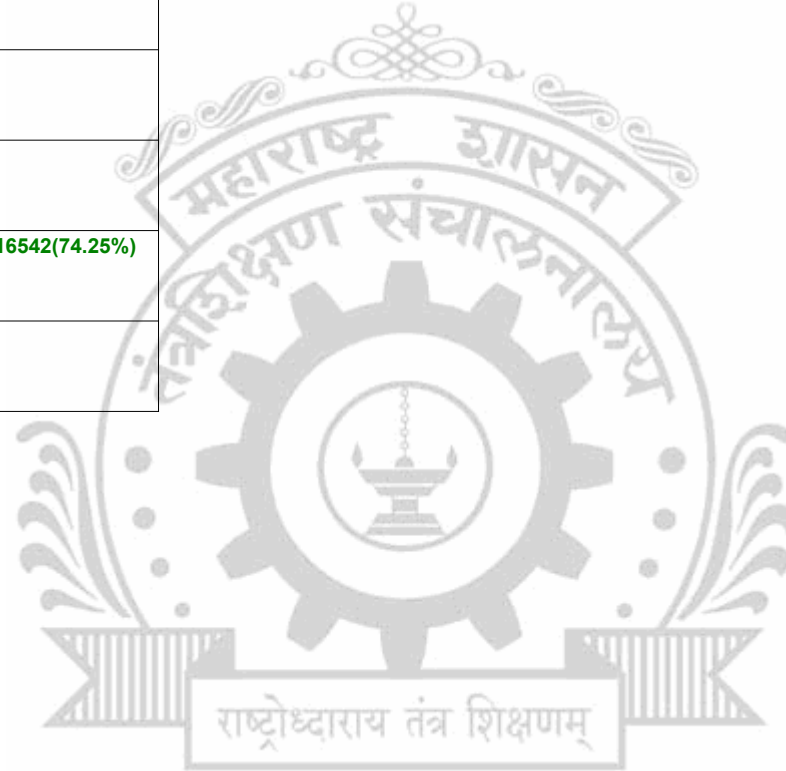 महाराष्ट्र शासन
तंत्रशिक्षण संचालनालय
16542(74.25%)
राष्ट्रोध्दाराय तंत्र शिक्षणम्